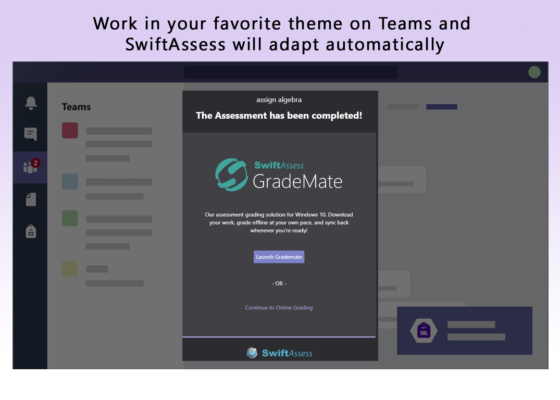 Work in your favorite theme on Teams and
SwiftAssess will adapt automatically
assign algebra
The Assessment has been completed!
Teams
2
SwiftAssess
GradeMate
Our assessment grading solution for Windows 10. Download
your work, grade offline at your own pace, and sync back
whenever you're ready!
Launch Grademate
- OR -
Continue to Online Grading
SwiftAssess